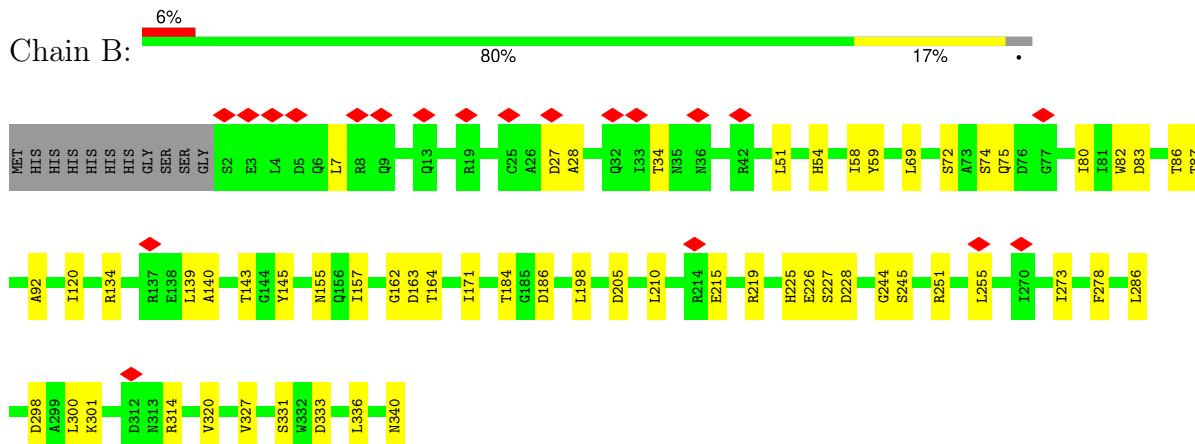 6%
Chain B:
80% 17% •
MET HIS HIS HIS HIS HIS HIS GLY SER SER GLY S2 E3 L4 D5 Q6 L7 R8 Q9 Q13 R19 C25 A26 D27 A28 Q32 I33 T34 N35 N36 R42 L51 H54 I58 Y59 L69 S72 A73 S74 Q75 D76 G77 I80 I81 W82 D83 T86 T87
A92 I120 R134 R137 E138 L139 A140 T143 G144 Y145 N155 Q156 I157 G162 D163 T164 I171 T184 G185 D186 L198 D205 L210 R214 E215 R219 H225 E226 S227 D228 G244 S245 R251 L255 I270 I273 F278 L286
D298 A299 L300 K301 D312 N313 R314 V320 V327 S331 W332 D333 L336 N340